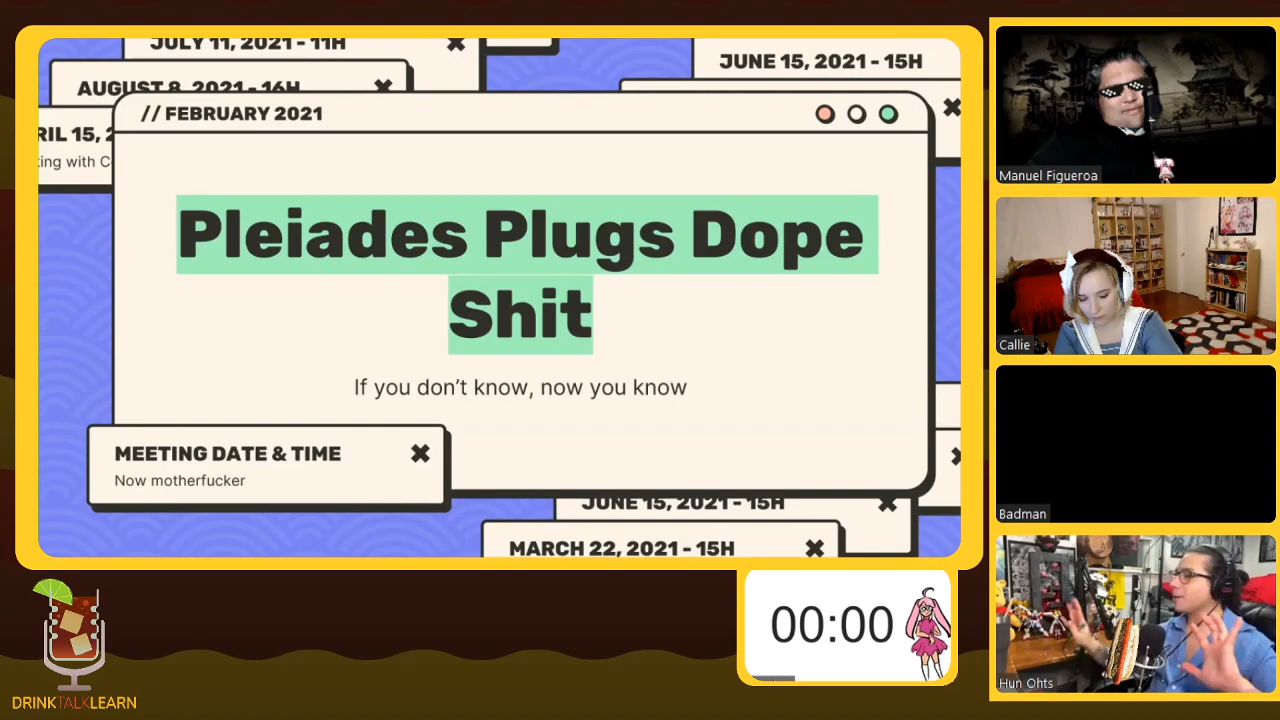 JULY 11, 2021 - 11H
JUNE 15, 2021 - 15H
AUGUST 8, 2021 - 16H
RIL 15, 2
ting with C
// FEBRUARY 2021
Pleiades Plugs Dope
Shit
If you don't know, now you know
MEETING DATE & TIME
Now motherfucker
JUNE 15, 2021 - 15H
MARCH 22, 2021 - 15H
00:00
DRINKTALKLEARN
Manuel Figueroa
Callie
Badman
Hun Ohts